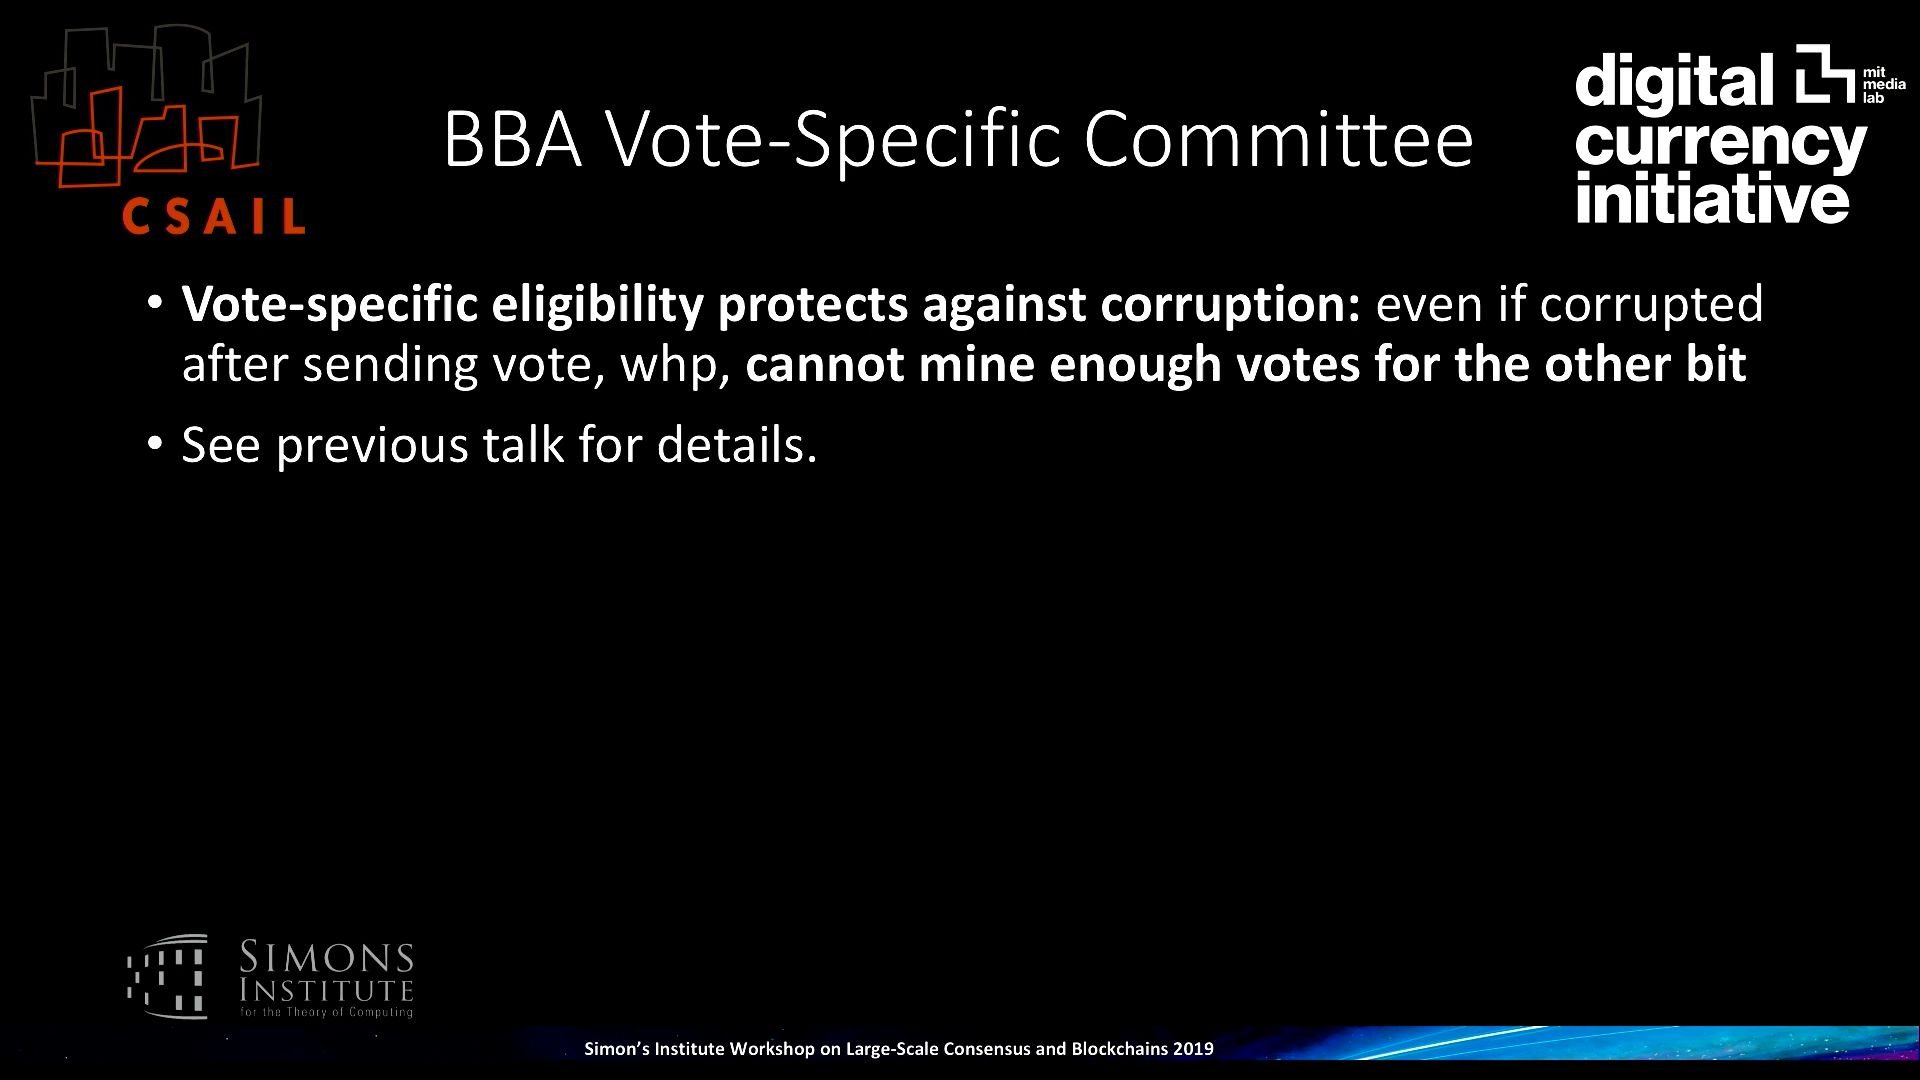 CSAIL
BBA Vote-Specific Committee
digital
currency
initiative
mit
media
lab
• Vote-specific eligibility protects against corruption: even if corrupted
after sending vote, whp, cannot mine enough votes for the other bit
• See previous talk for details.
SIMONS
INSTITUTE
for the Theory of Computing
Simon’s Institute Workshop on Large-Scale Consensus and Blockchains 2019